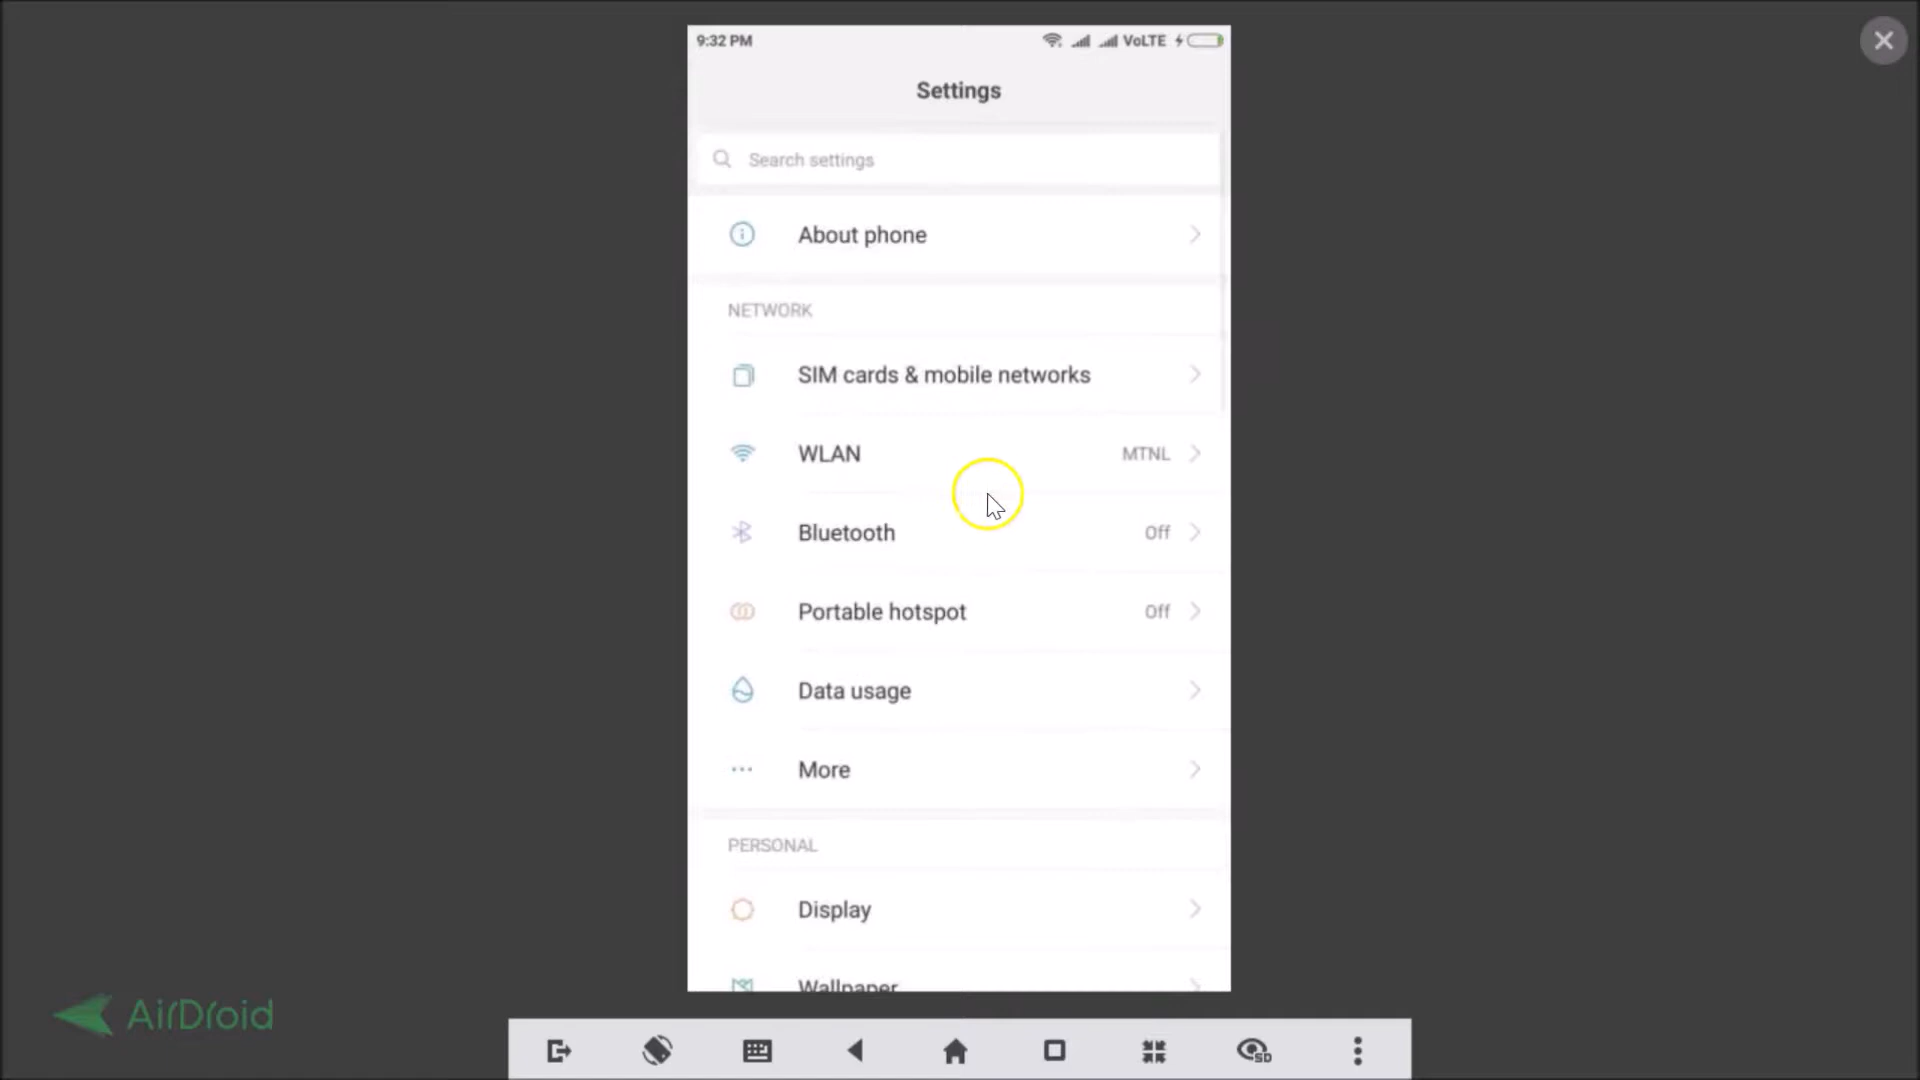 9:32 PM
VoLTE
Settings
Search settings
About phone
NETWORK
SIM cards & mobile networks
WLAN MTNL
Bluetooth Off
Portable hotspot Off
Data usage
More
PERSONAL
Display
Wallpaper
AirDroid
SD